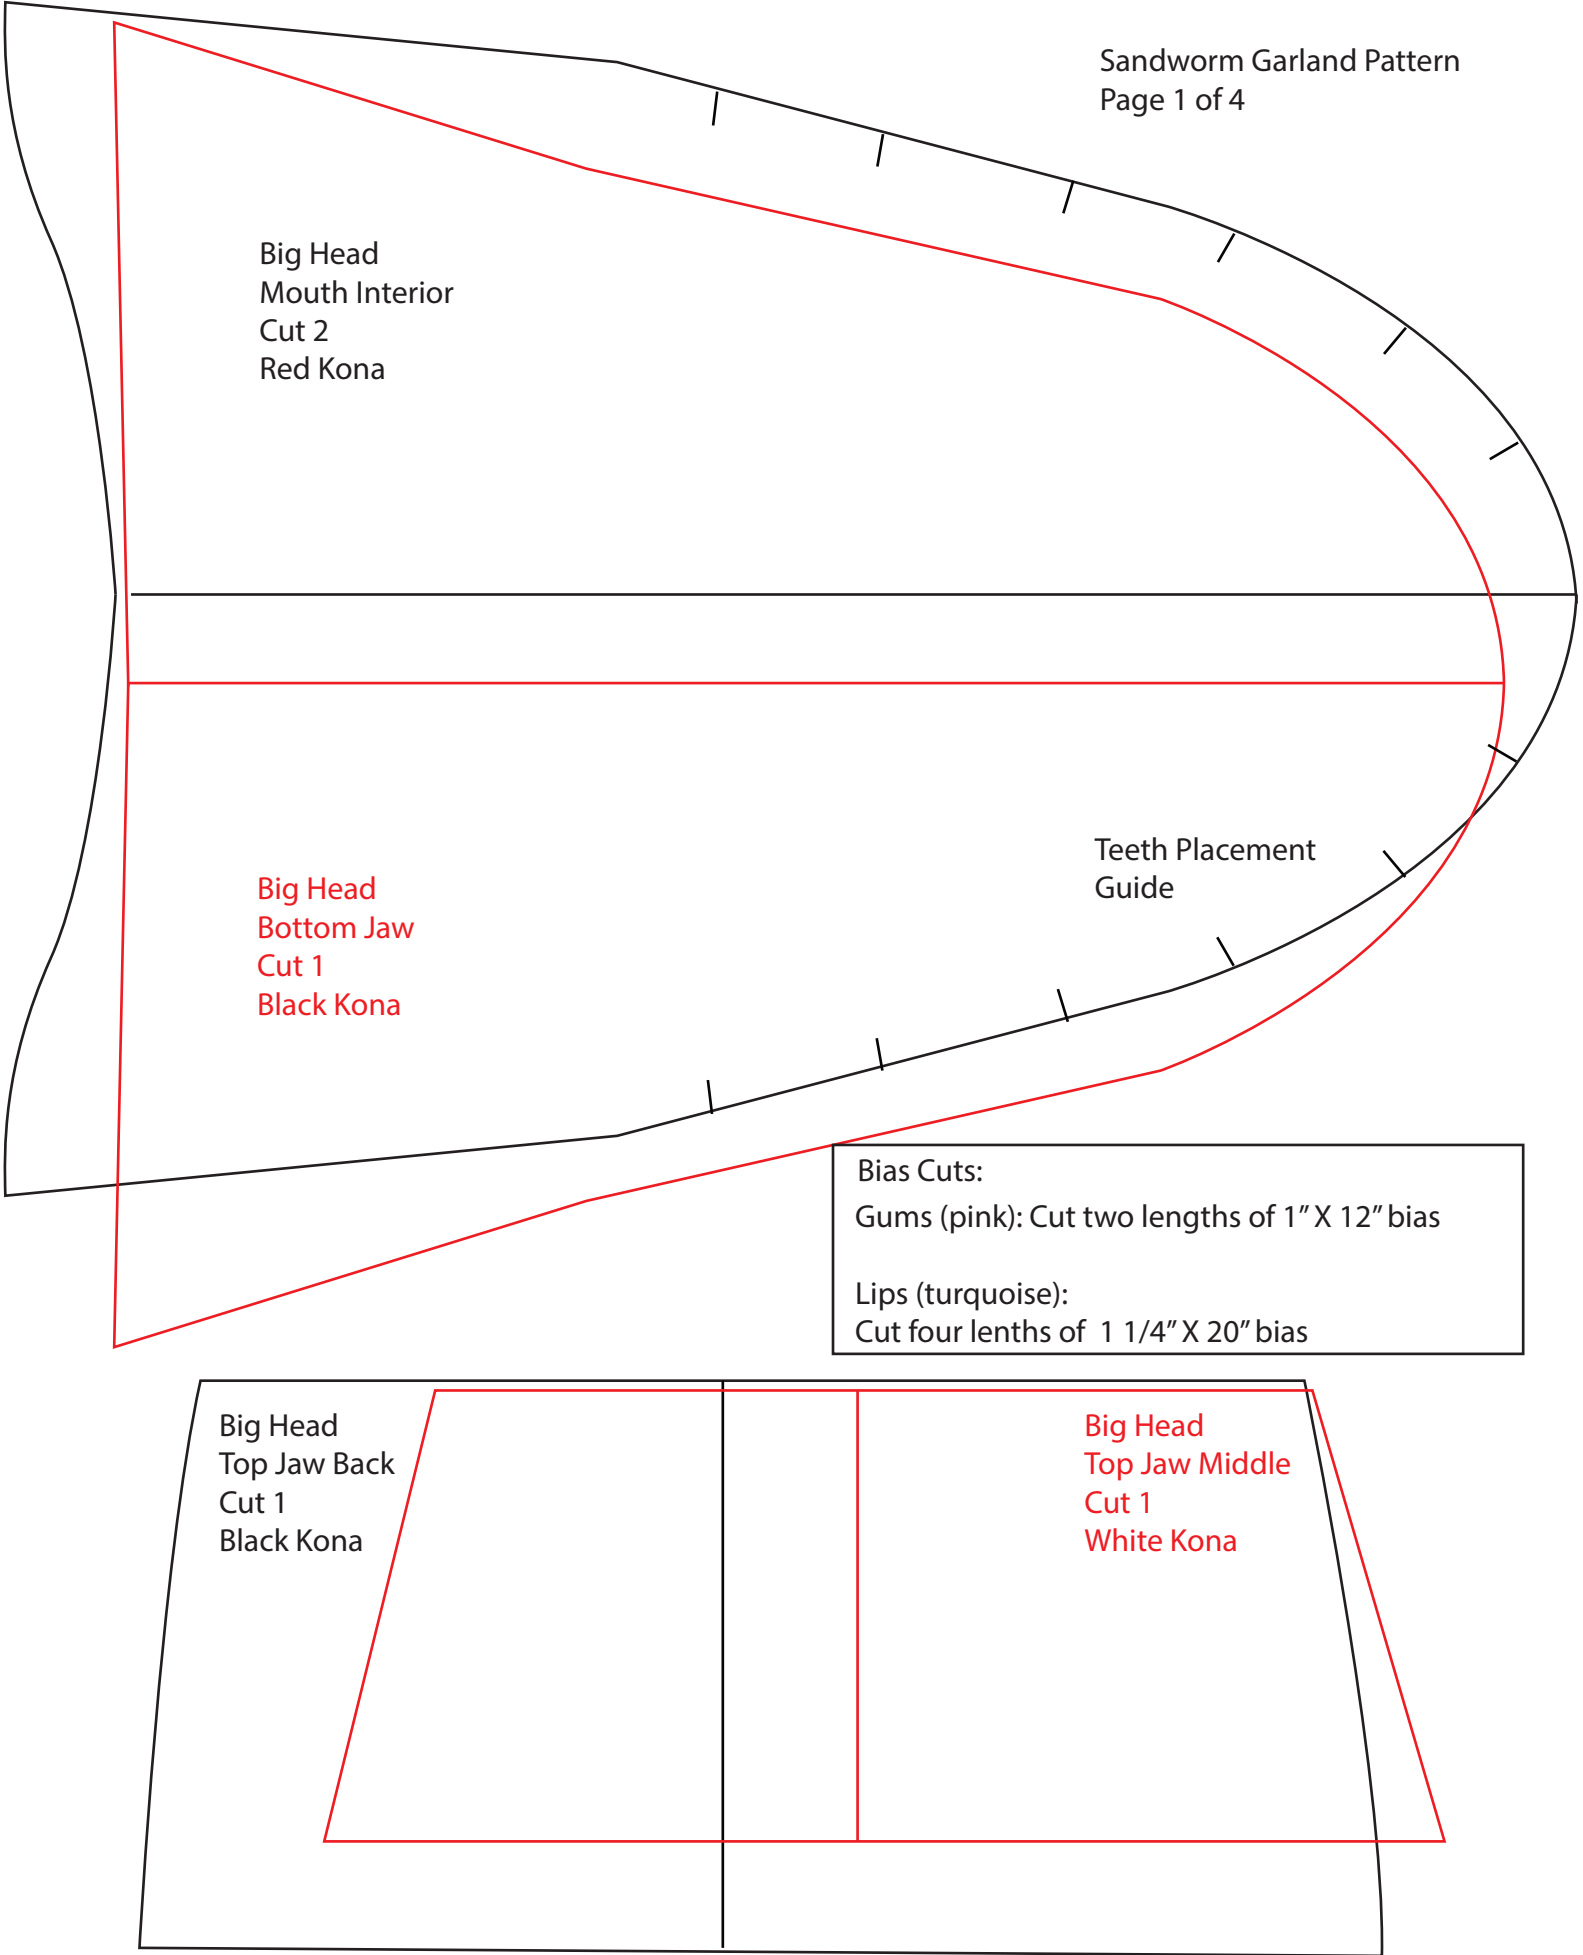 Sandworm Garland Pattern
Page 1 of 4
Big Head
Mouth Interior
Cut 2
Red Kona
Teeth Placement
Guide
Big Head
Bottom Jaw
Cut 1
Black Kona
Bias Cuts:
Gums (pink): Cut two lengths of 1” X 12” bias
Lips (turquoise):
Cut four lenths of 1 1/4” X 20” bias
Big Head
Top Jaw Back
Cut 1
Black Kona
Big Head
Top Jaw Middle
Cut 1
White Kona